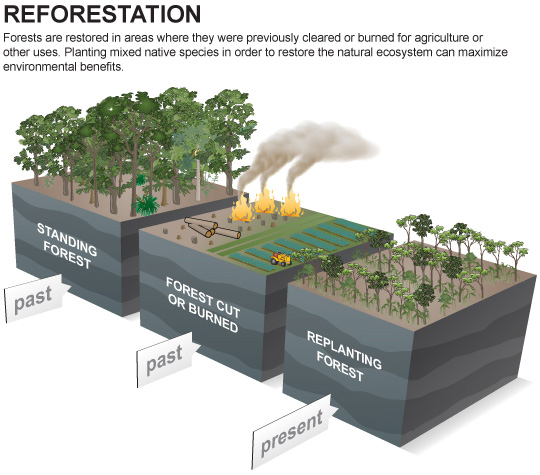 REFORESTATION
Forests are restored in areas where they were previously cleared or burned for agriculture or
other uses. Planting mixed native species in order to restore the natural ecosystem can maximize
environmental benefits.
STANDING
FOREST
past
FOREST CUT
OR BURNED
past
REPLANTING
FOREST
present